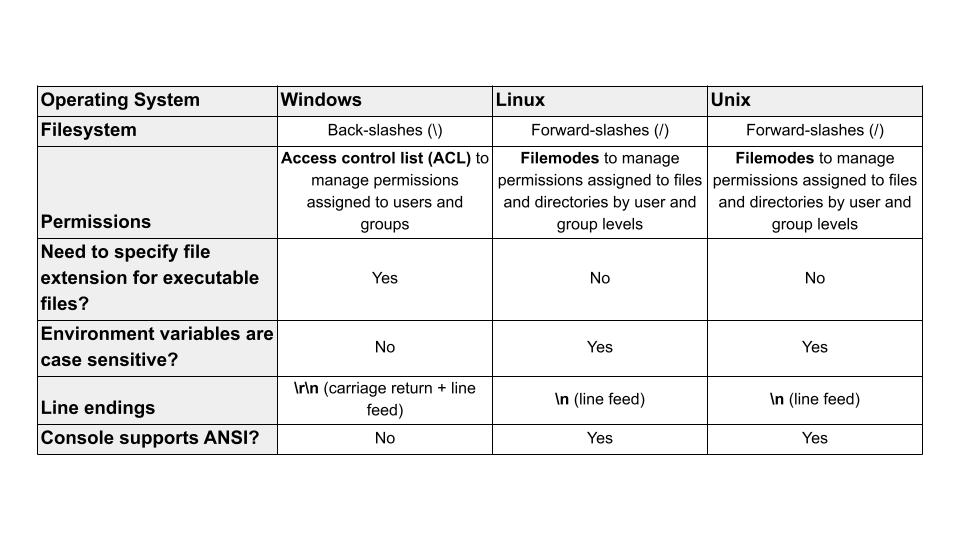 Operating System Windows Linux Unix
Filesystem Back-slashes (\) Forward-slashes (/) Forward-slashes (/)
Permissions
Access control list (ACL) to
manage permissions
assigned to users and
groups
Filemodes to manage
permissions assigned to files
and directories by user and
group levels
Filemodes to manage
permissions assigned to files
and directories by user and
group levels
Need to specify file
extension for executable
files?
Yes
No
No
Environment variables are
case sensitive?
No
Yes
Yes
Line endings
\r\n (carriage return + line
feed)
\n (line feed)
\n (line feed)
Console supports ANSI? No Yes Yes